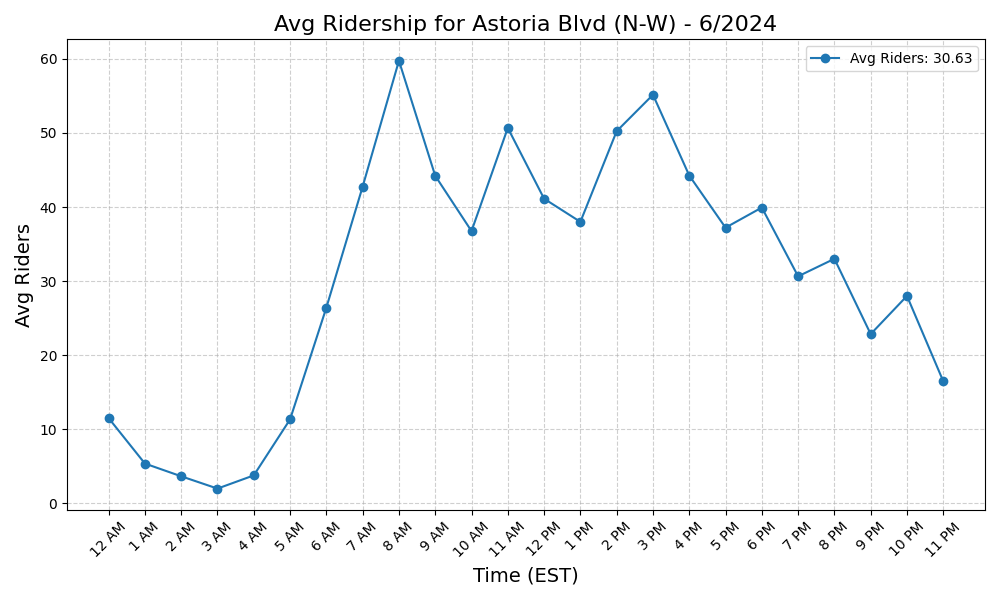 Avg Ridership for Astoria Blvd (N-W) - 6/2024
Avg Riders: 30.63
Avg Riders
60
50
40
30
20
10
0
12 AM
1 AM
2 AM
3 AM
4 AM
5 AM
6 AM
7 AM
8 AM
9 AM
10 AM
11 AM
12 PM
1 PM
2 PM
3 PM
4 PM
5 PM
6 PM
7 PM
8 PM
9 PM
10 PM
11 PM
Time (EST)